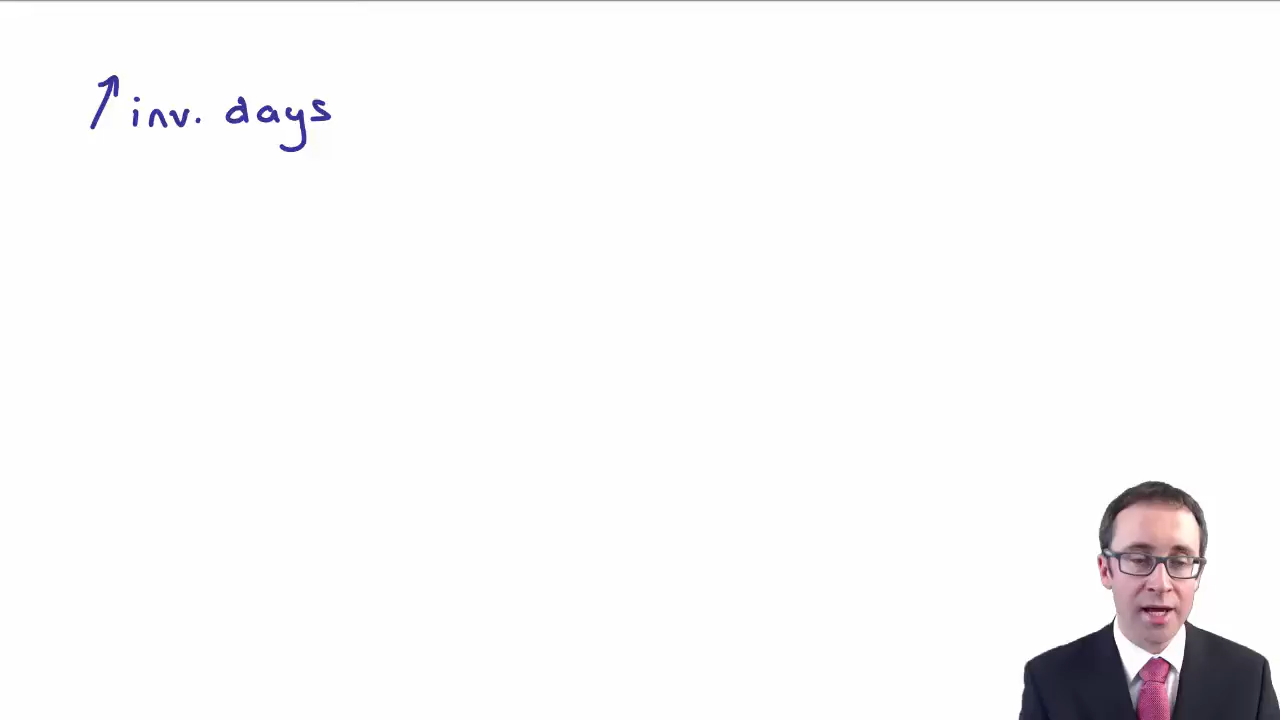 ↑ inv. days